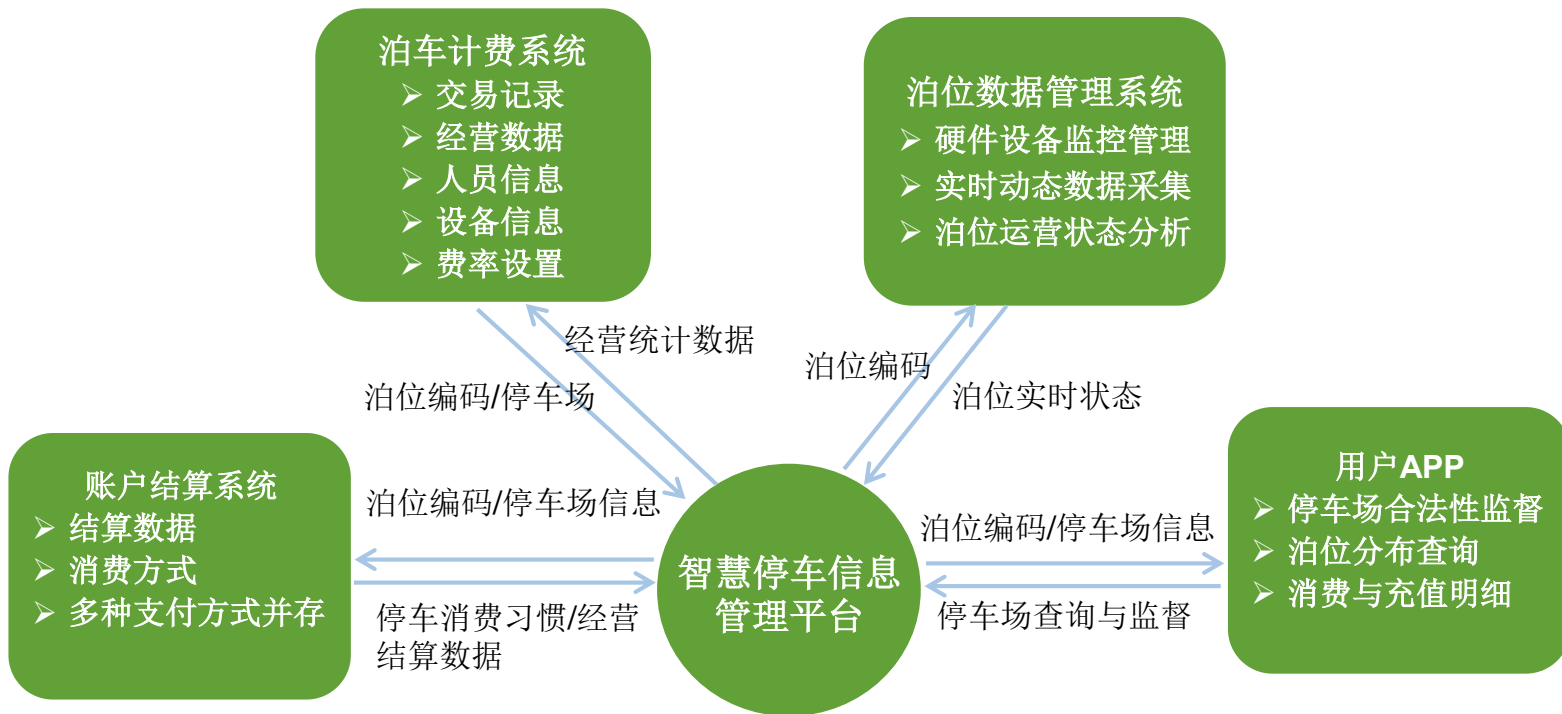 泊车计费系统
➢ 交易记录
➢ 经营数据
➢ 人员信息
➢ 设备信息
➢ 费率设置
泊位数据管理系统
➢ 硬件设备监控管理
➢ 实时动态数据采集
➢ 泊位运营状态分析
经营统计数据
泊位编码/停车场
泊位编码
泊位实时状态
账户结算系统
➢ 结算数据
➢ 消费方式
➢ 多种支付方式并存
泊位编码/停车场信息
停车消费习惯/经营
结算数据
智慧停车信息
管理平台
泊位编码/停车场信息
停车场查询与监督
用户APP
➢ 停车场合法性监督
➢ 泊位分布查询
➢ 消费与充值明细